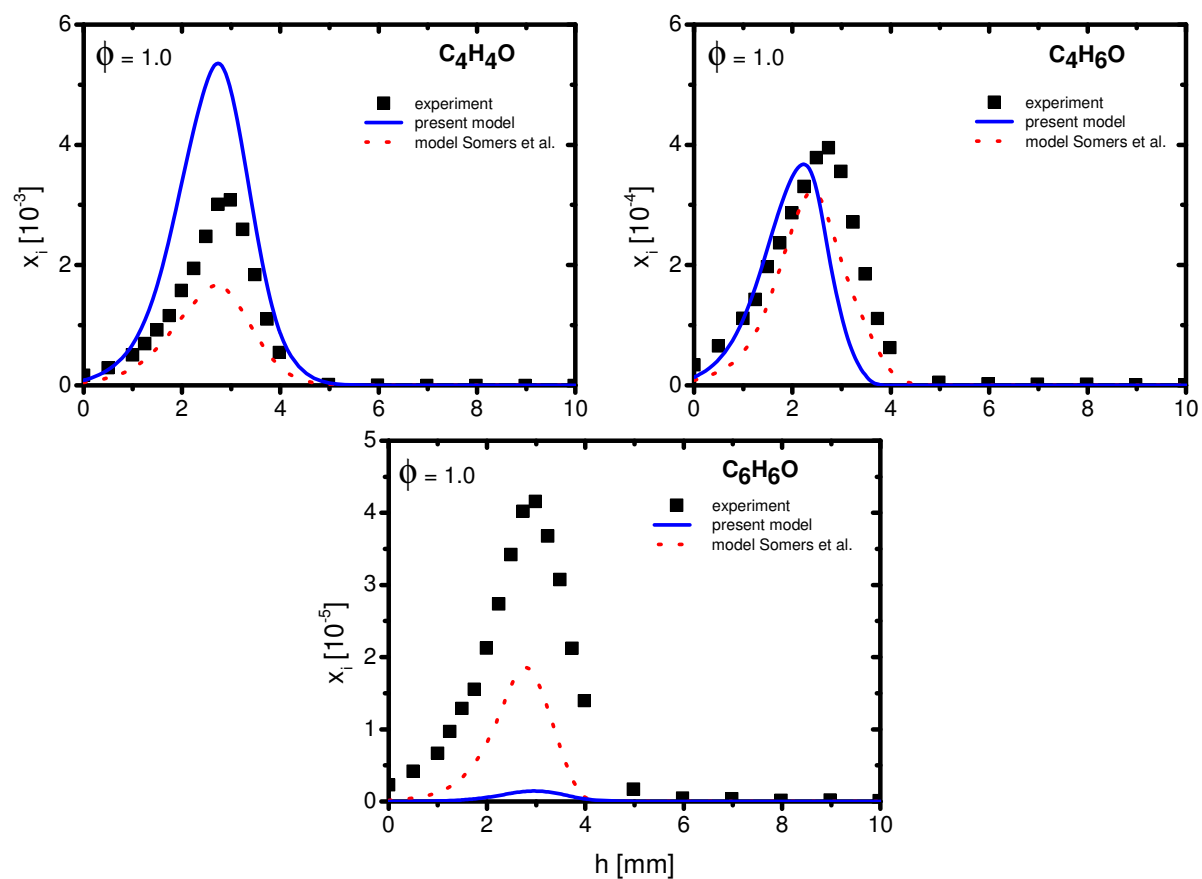 ϕ = 1.0
C4H4O
experiment
present model
model Somers et al.
x_i [10^-3]
6
4
2
0
0 2 4 6 8 10
ϕ = 1.0
C4H6O
experiment
present model
model Somers et al.
x_i [10^-4]
6
4
2
0
0 2 4 6 8 10
ϕ = 1.0
C6H6O
experiment
present model
model Somers et al.
x_i [10^-5]
5
4
3
2
1
0
0 2 4 6 8 10
h [mm]